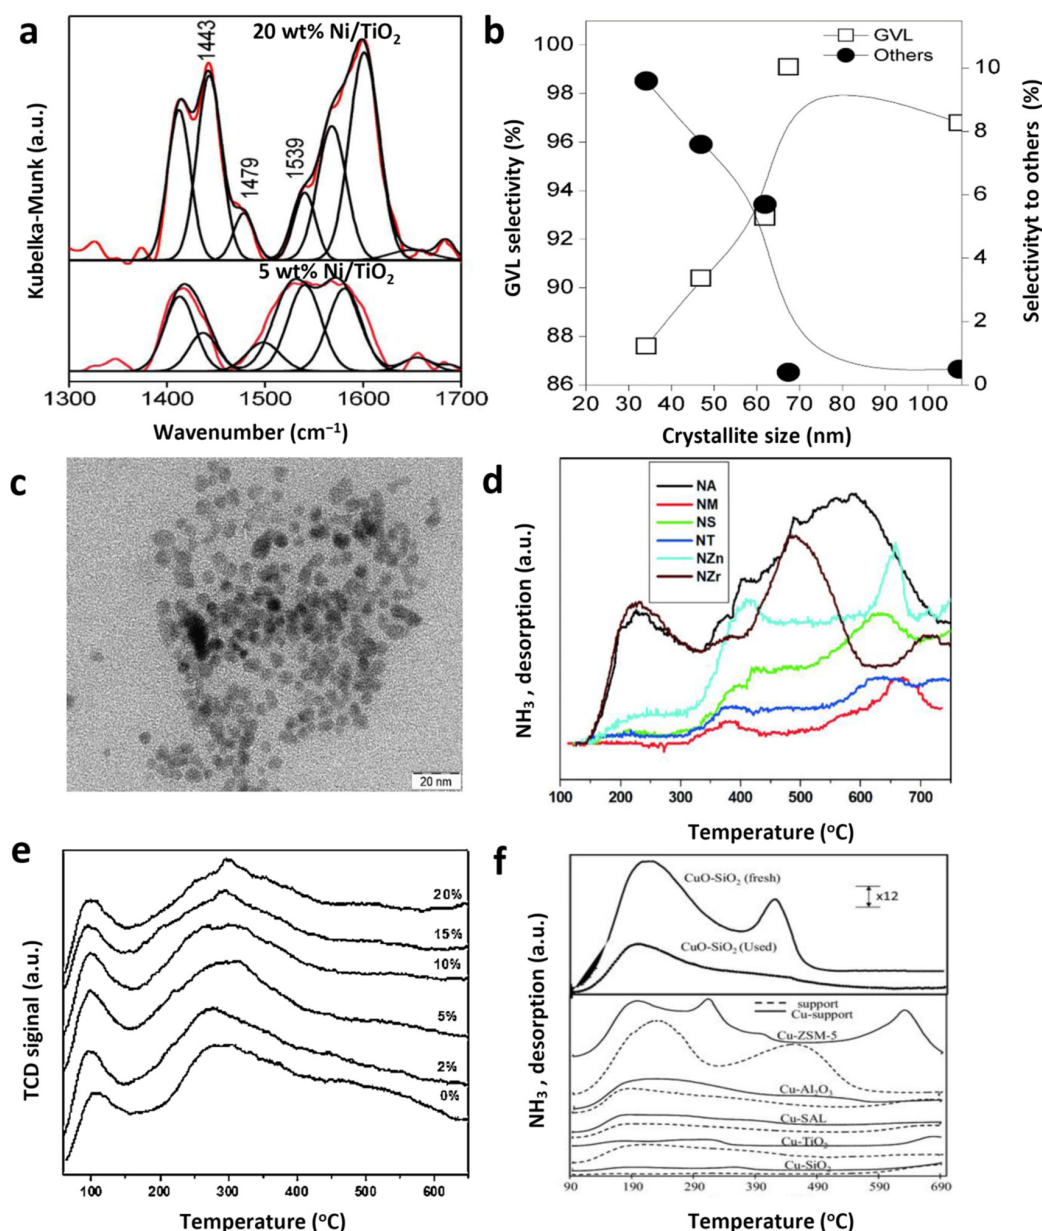 a
20 wt% Ni/TiO₂
1443
1479
1539
5 wt% Ni/TiO₂
Kubelka-Munk (a.u.)
1300 1400 1500 1600 1700
Wavenumber (cm⁻¹)
b
GVL
Others
100
98
96
94
92
90
88
86
10
8
6
4
2
0
GVL selectivity (%)
Selectivityt to others (%)
20 30 40 50 60 70 80 90 100
Crystallite size (nm)
c
20 nm
d
NA
NM
NS
NT
NZn
NZr
NH₃ , desorption (a.u.)
100 200 300 400 500 600 700
Temperature (°C)
e
20%
15%
10%
5%
2%
0%
TCD siginal (a.u.)
100 200 300 400 500 600
Temperature (°C)
f
CuO-SiO₂ (fresh)
x12
CuO-SiO₂ (Used)
support
Cu-support
Cu-ZSM-5
Cu-Al₂O₃
Cu-SAL
Cu-TiO₂
Cu-SiO₂
NH₃ , desorption (a.u.)
90 190 290 390 490 590 690
Temperature (°C)